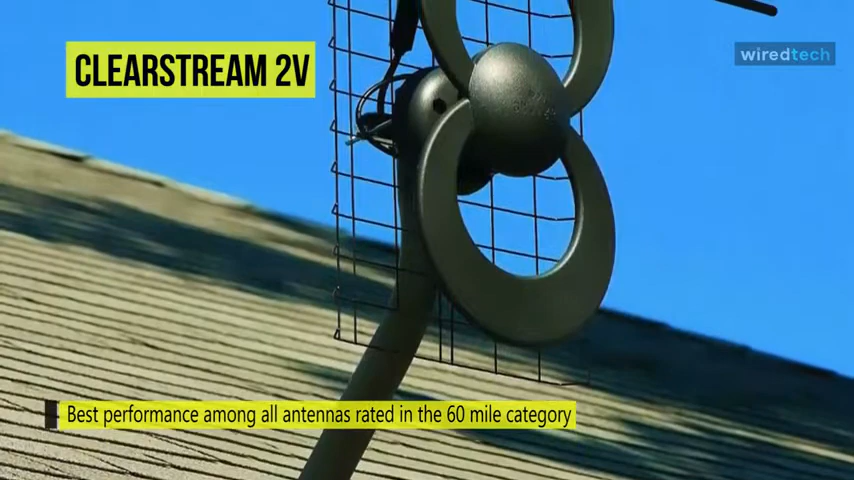 CLEARSTREAM 2V
wiredtech
Best performance among all antennas rated in the 60 mile category